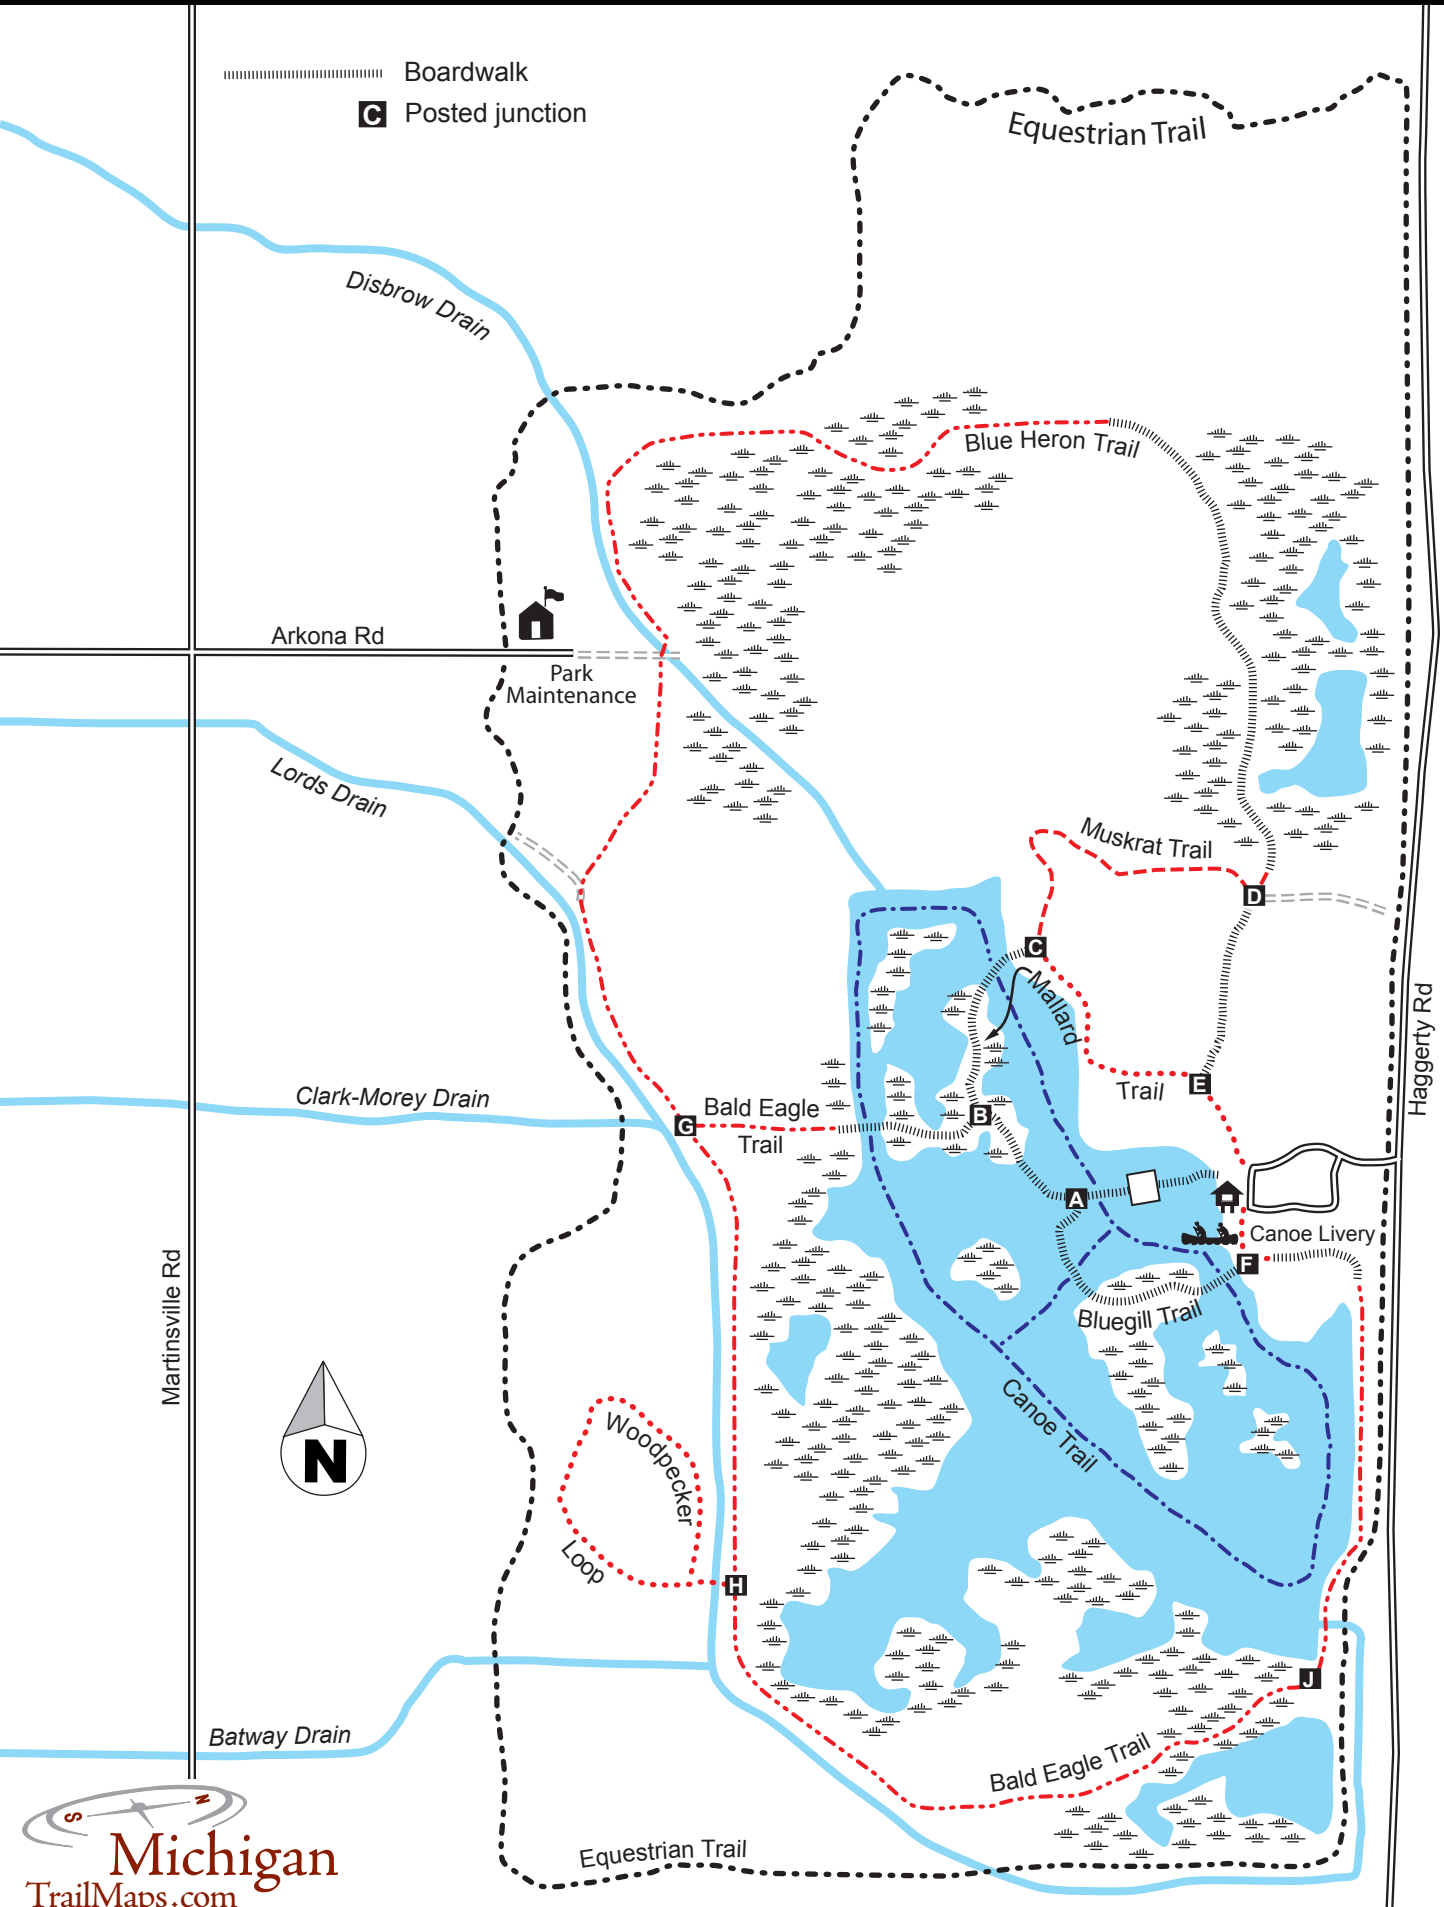 Boardwalk
C Posted junction
Equestrian Trail
Disbrow Drain
Blue Heron Trail
Arkona Rd
Park
Maintenance
Lords Drain
Muskrat Trail
D
C
Mallard
Trail
E
Haggerty Rd
Clark-Morey Drain
Bald Eagle
Trail
G
B
A
Canoe Livery
F
Bluegill Trail
Martinsville Rd
Canoe Trail
N
Woodpecker
Loop
H
J
Bald Eagle Trail
Batway Drain
Equestrian Trail
S N
Michigan
TrailMaps.com